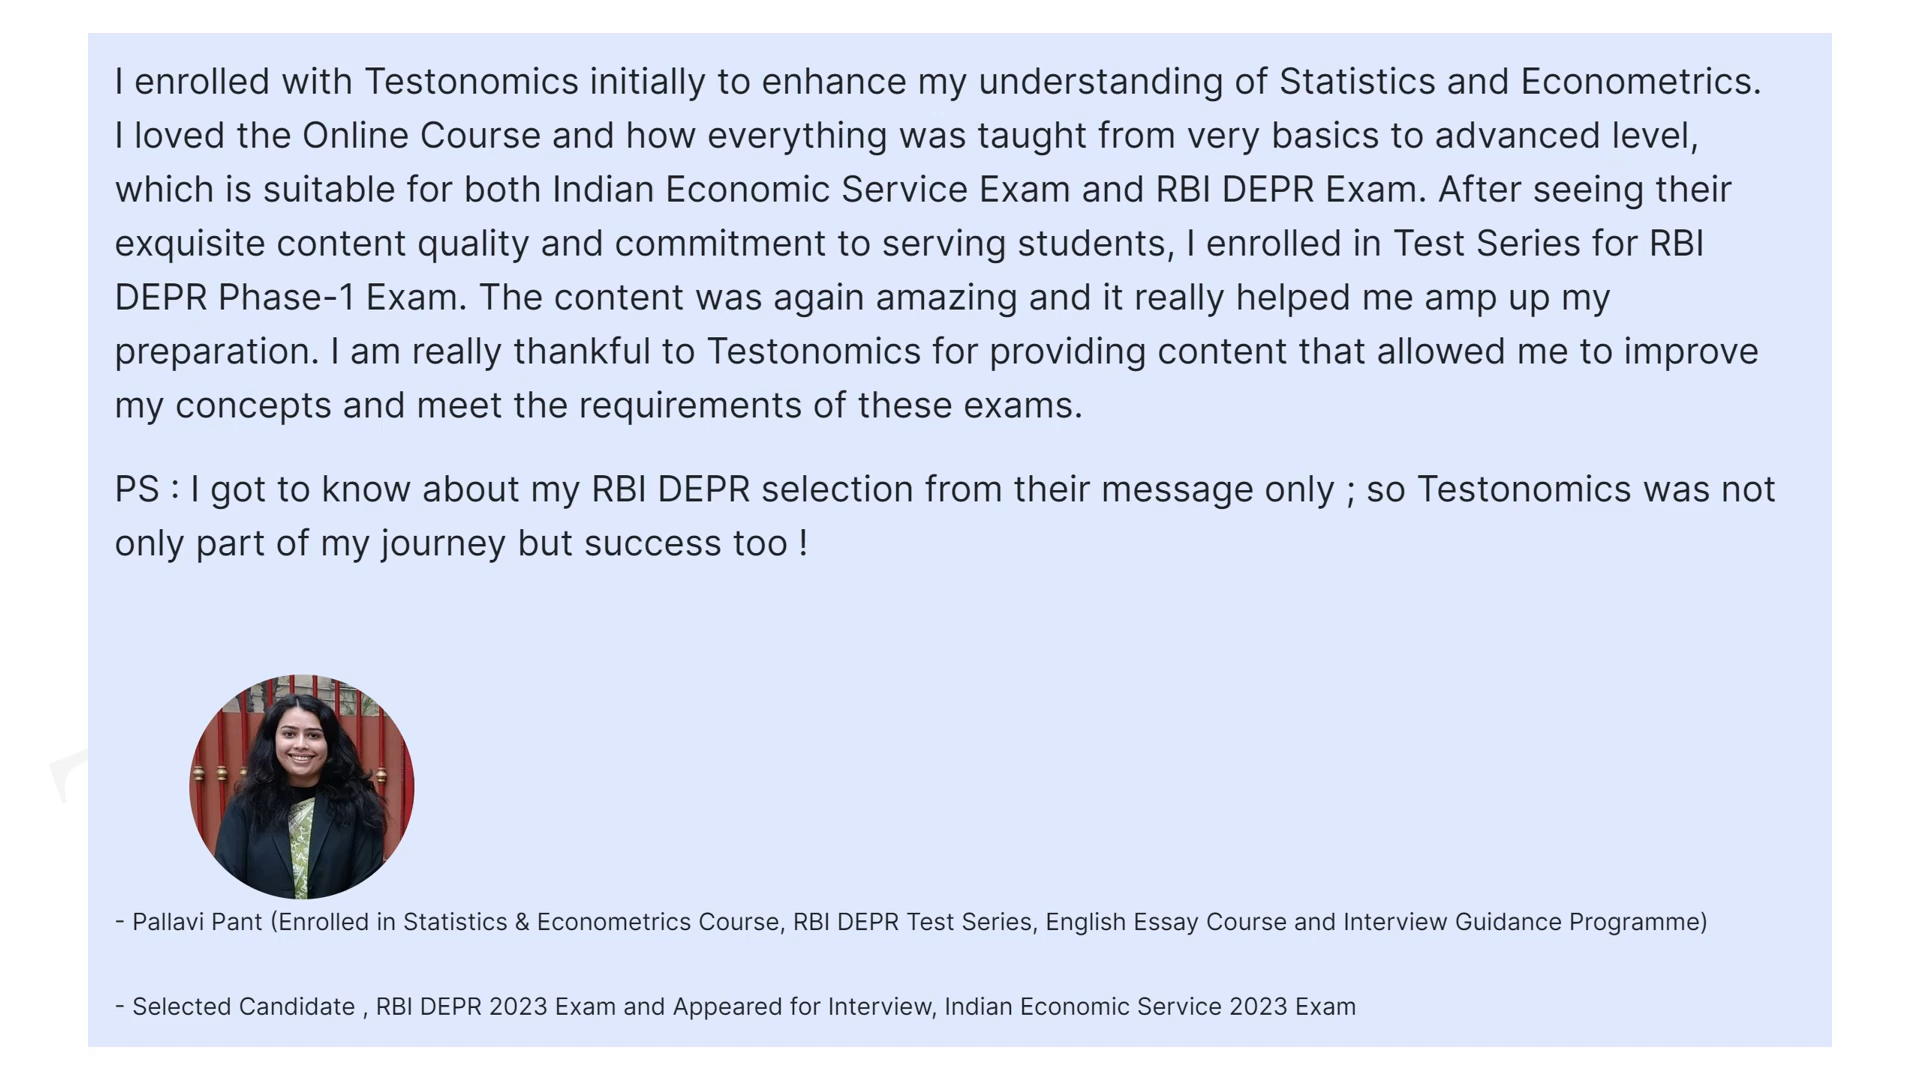 I enrolled with Testonomics initially to enhance my understanding of Statistics and Econometrics.
I loved the Online Course and how everything was taught from very basics to advanced level,
which is suitable for both Indian Economic Service Exam and RBI DEPR Exam. After seeing their
exquisite content quality and commitment to serving students, I enrolled in Test Series for RBI
DEPR Phase-1 Exam. The content was again amazing and it really helped me amp up my
preparation. I am really thankful to Testonomics for providing content that allowed me to improve
my concepts and meet the requirements of these exams.
PS : I got to know about my RBI DEPR selection from their message only ; so Testonomics was not
only part of my journey but success too !
- Pallavi Pant (Enrolled in Statistics & Econometrics Course, RBI DEPR Test Series, English Essay Course and Interview Guidance Programme)
- Selected Candidate , RBI DEPR 2023 Exam and Appeared for Interview, Indian Economic Service 2023 Exam